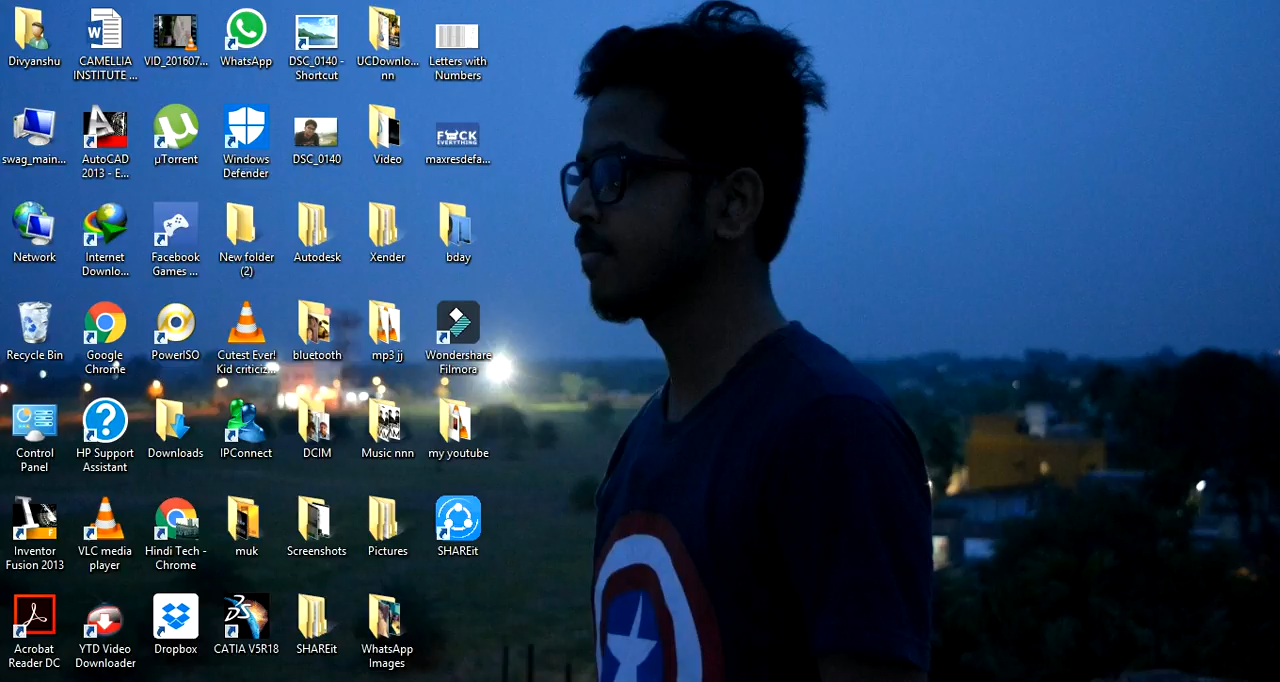 Divyanshu
CAMELLIA
INSTITUTE ...
VID_201607...
WhatsApp
DSC_0140 -
Shortcut
UCDownlo...
nn
Letters with
Numbers
swag_main...
AutoCAD
2013 - E...
µTorrent
Windows
Defender
DSC_0140
Video
F CK
EVERYTHING
maxresdefa...
Network
Internet
Downlo...
Facebook
Games ...
New folder
(2)
Autodesk
Xender
bday
Recycle Bin
Google
Chrome
PowerISO
Cutest Ever!
Kid criticiz...
bluetooth
mp3 jj
Wondershare
Filmora
Control
Panel
HP Support
Assistant
Downloads
IPConnect
DCIM
Music nnn
my youtube
Inventor
Fusion 2013
VLC media
player
Hindi Tech -
Chrome
muk
Screenshots
Pictures
SHAREit
Acrobat
Reader DC
YTD Video
Downloader
Dropbox
CATIA V5R18
SHAREit
WhatsApp
Images